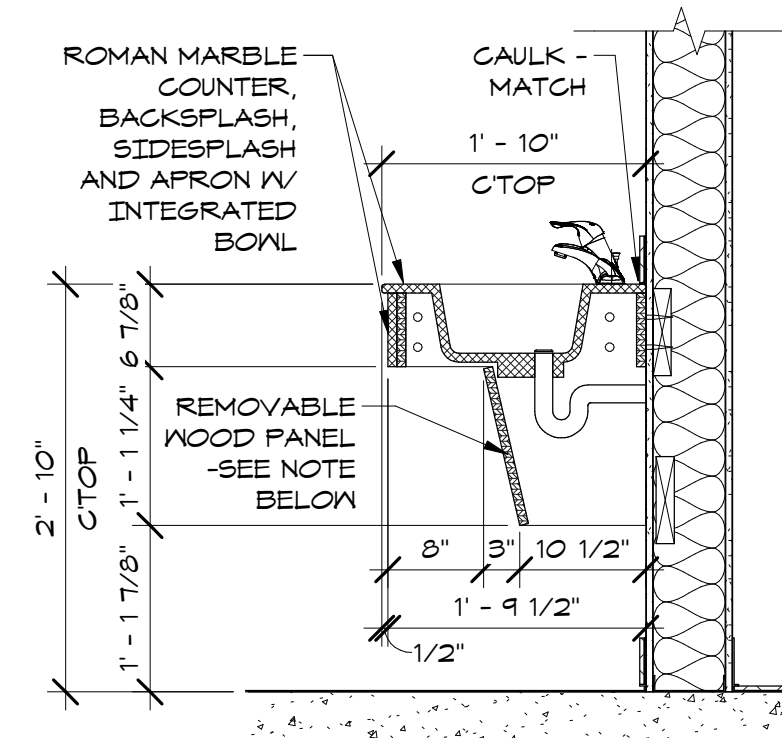 ROMAN MARBLE
COUNTER,
BACKSPLASH,
SIDESPLASH
AND APRON W/
INTEGRATED
BOWL
CAULK -
MATCH
1' - 10"
C'TOP
6 7/8"
1' - 1 1/4"
1' - 1 7/8"
2' - 10"
C'TOP
REMOVABLE
WOOD PANEL
-SEE NOTE
BELOW
8"
3"
10 1/2"
1' - 9 1/2"
1/2"